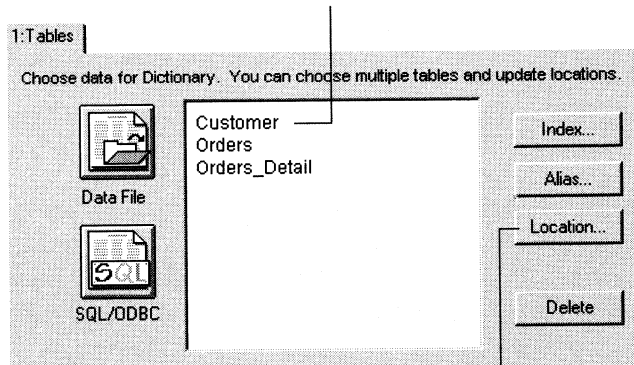 1:Tables
Choose data for Dictionary. You can choose multiple tables and update locations.
Customer
Orders
Orders_Detail
Data File
SQL
SQL/ODBC
Index...
Alias...
Location...
Delete